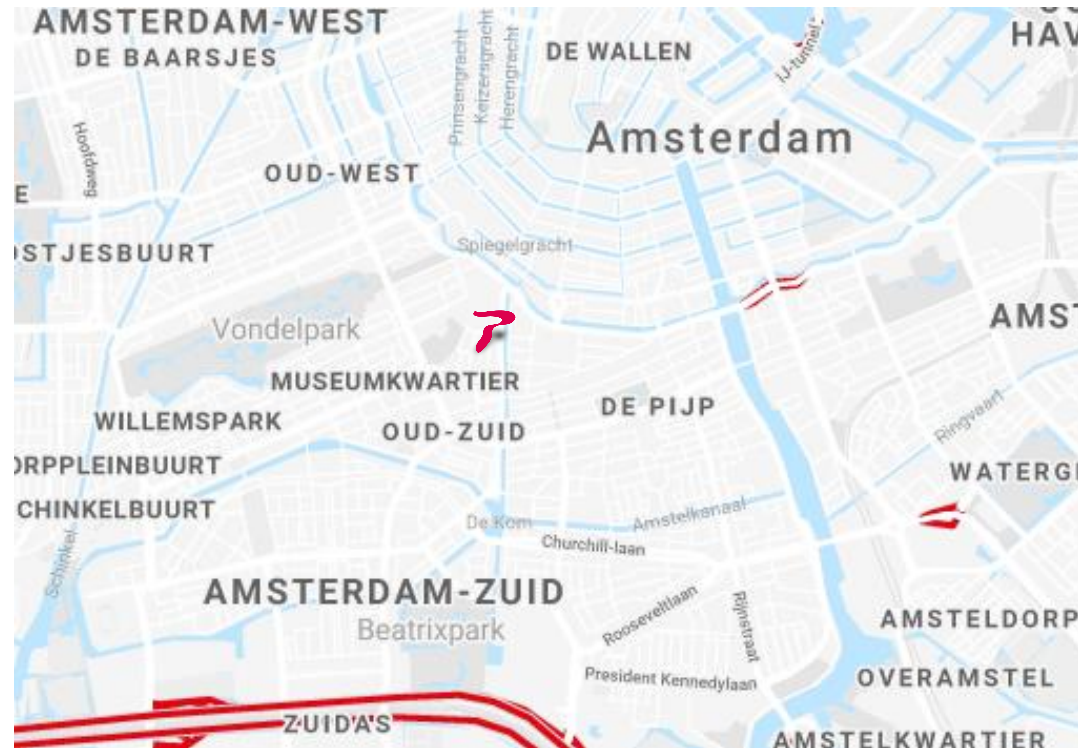 AMSTERDAM-WEST
DE BAARSJES
Prinsengracht
Keizersgracht
Herengracht
DE WALLEN
IJ-tunnel
HAV
Hoofdweg
Amsterdam
OUD-WEST
E
OSTJESBUURT
Spiegelgracht
Vondelpark
AMST
MUSEUMKWARTIER
WILLEMSPARK
OUD-ZUID
DE PIJP
Ringvaart
ORPPLEINBUURT
WATERG
CHINKELBUURT
De Kom
Amstelkanaal
Churchill-laan
Schinkel
AMSTERDAM-ZUID
Beatrixpark
Rooseveltlaan
Rijnstraat
AMSTELDORP
President Kennedylaan
OVERAMSTEL
ZUIDAS
AMSTELKWARTIER